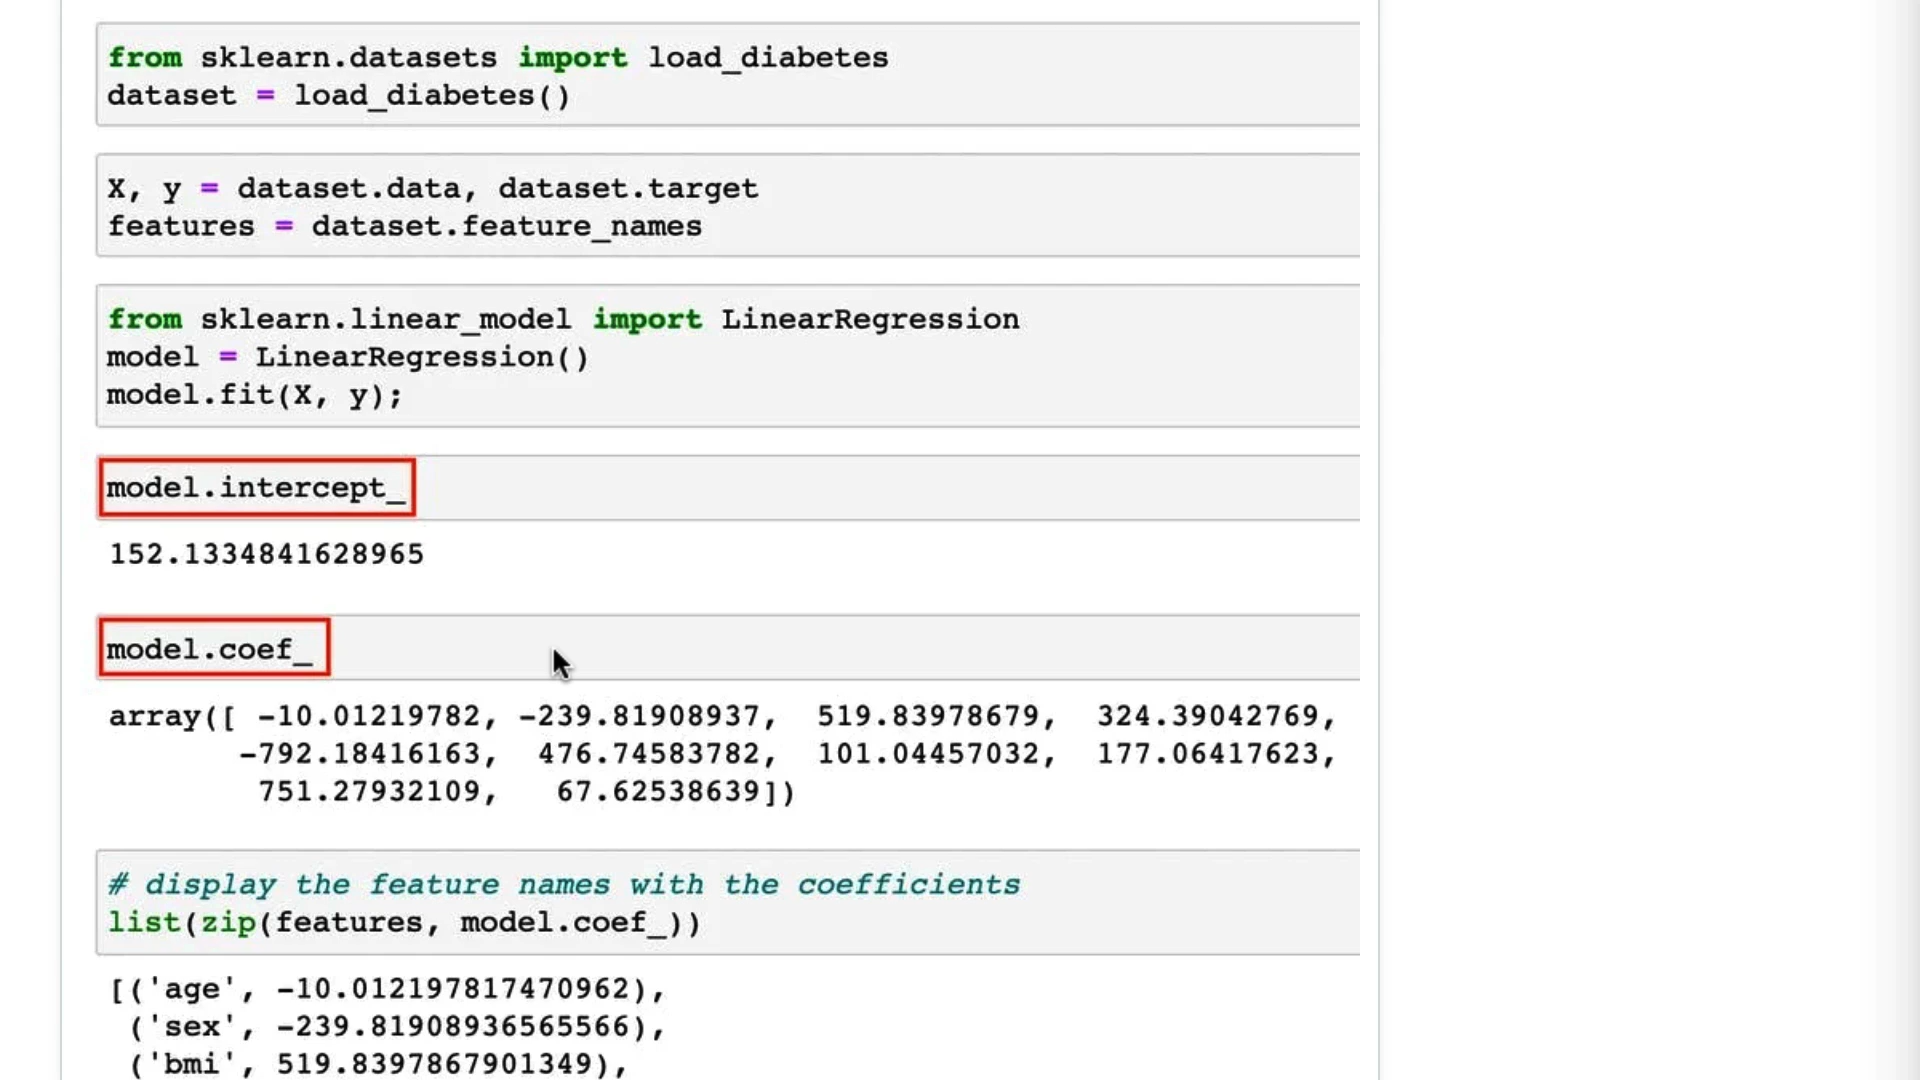 from sklearn.datasets import load_diabetes
dataset = load_diabetes()
X, y = dataset.data, dataset.target
features = dataset.feature_names
from sklearn.linear_model import LinearRegression
model = LinearRegression()
model.fit(X, y);
model.intercept_
152.1334841628965
model.coef_
array([ -10.01219782, -239.81908937,  519.83978679,  324.39042769,
       -792.18416163,  476.74583782,  101.04457032,  177.06417623,
        751.27932109,   67.62538639])
# display the feature names with the coefficients
list(zip(features, model.coef_))
[('age', -10.012197817470962),
 ('sex', -239.81908936565566),
 ('bmi', 519.8397867901349),